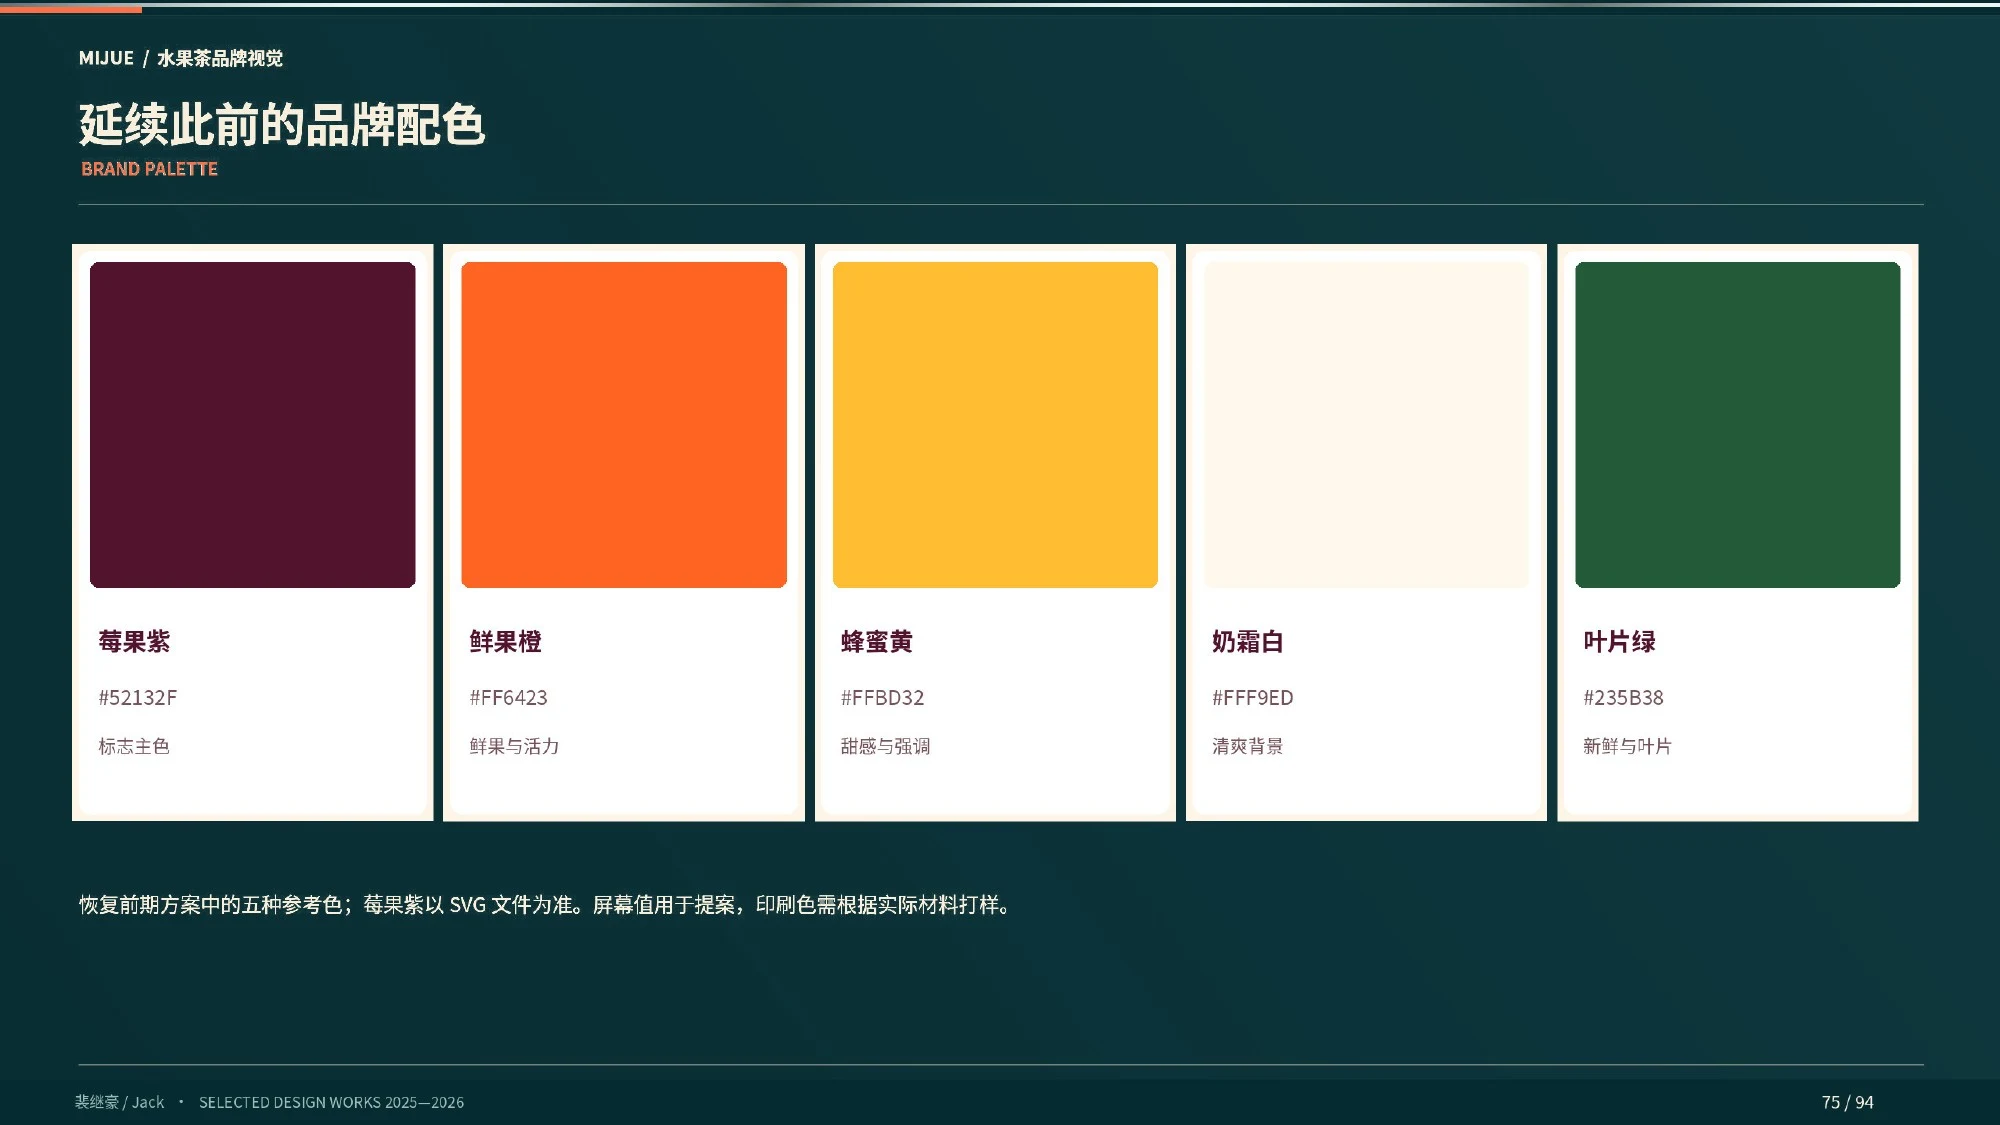 MIJUE / 水果茶品牌视觉
延续此前的品牌配色
BRAND PALETTE
莓果紫
#52132F
标志主色
鲜果橙
#FF6423
鲜果与活力
蜂蜜黄
#FFBD32
甜感与强调
奶霜白
#FFF9ED
清爽背景
叶片绿
#235B38
新鲜与叶片
恢复前期方案中的五种参考色；莓果紫以 SVG 文件为准。屏幕值用于提案，印刷色需根据实际材料打样。
裴继豪 / Jack · SELECTED DESIGN WORKS 2025—2026
75 / 94